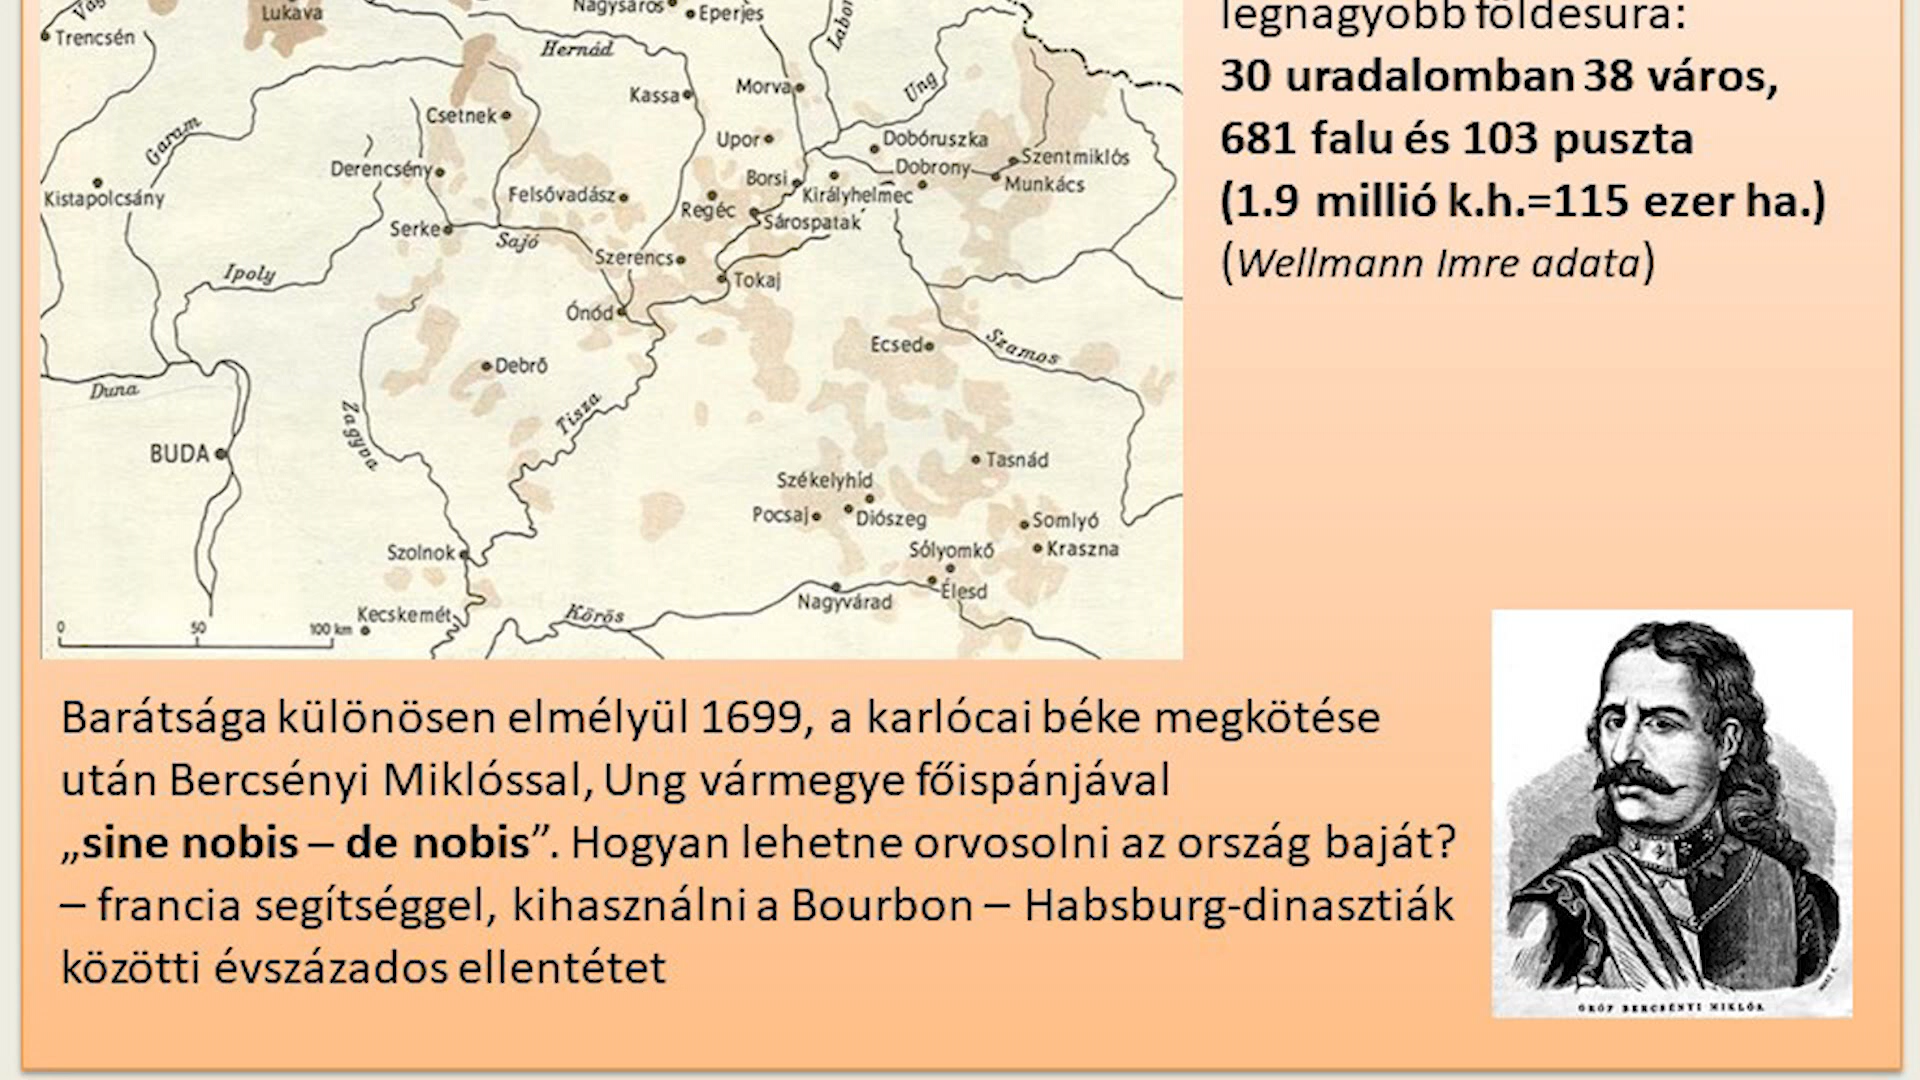 Vág
Lukava
Nagysáros
Eperjes
Trencsén
Hernád
Ung
Kassa
Morva
Csetnek
Garam
Upor
Dobóruszka
Szentmiklós
Derencsény
Dobrony
Munkács
Borsi
Királyhelmec
Kistapolcsány
Felsővadász
Regéc
Sárospatak
Serke
Sajó
Szerencs
Ipoly
Tokaj
Ónód
Ecsed
Szamos
Debrő
Duna
Zagyva
Tisza
BUDA
Tasnád
Székelyhíd
Pocsaj
Diószeg
Somlyó
Kraszna
Szolnok
Sólyomkő
Élesd
Nagyvárad
Kecskemét
Körös
0 50 100 km
legnagyobb földesura:
30 uradalomban 38 város,
681 falu és 103 puszta
(1.9 millió k.h.=115 ezer ha.)
(Wellmann Imre adata)
Barátsága különösen elmélyül 1699, a karlócai béke megkötése
után Bercsényi Miklóssal, Ung vármegye főispánjával
„sine nobis – de nobis”. Hogyan lehetne orvosolni az ország baját?
– francia segítséggel, kihasználni a Bourbon – Habsburg-dinasztiák
közötti évszázados ellentétet
GRÓF BERCSÉNYI MIKLÓS.